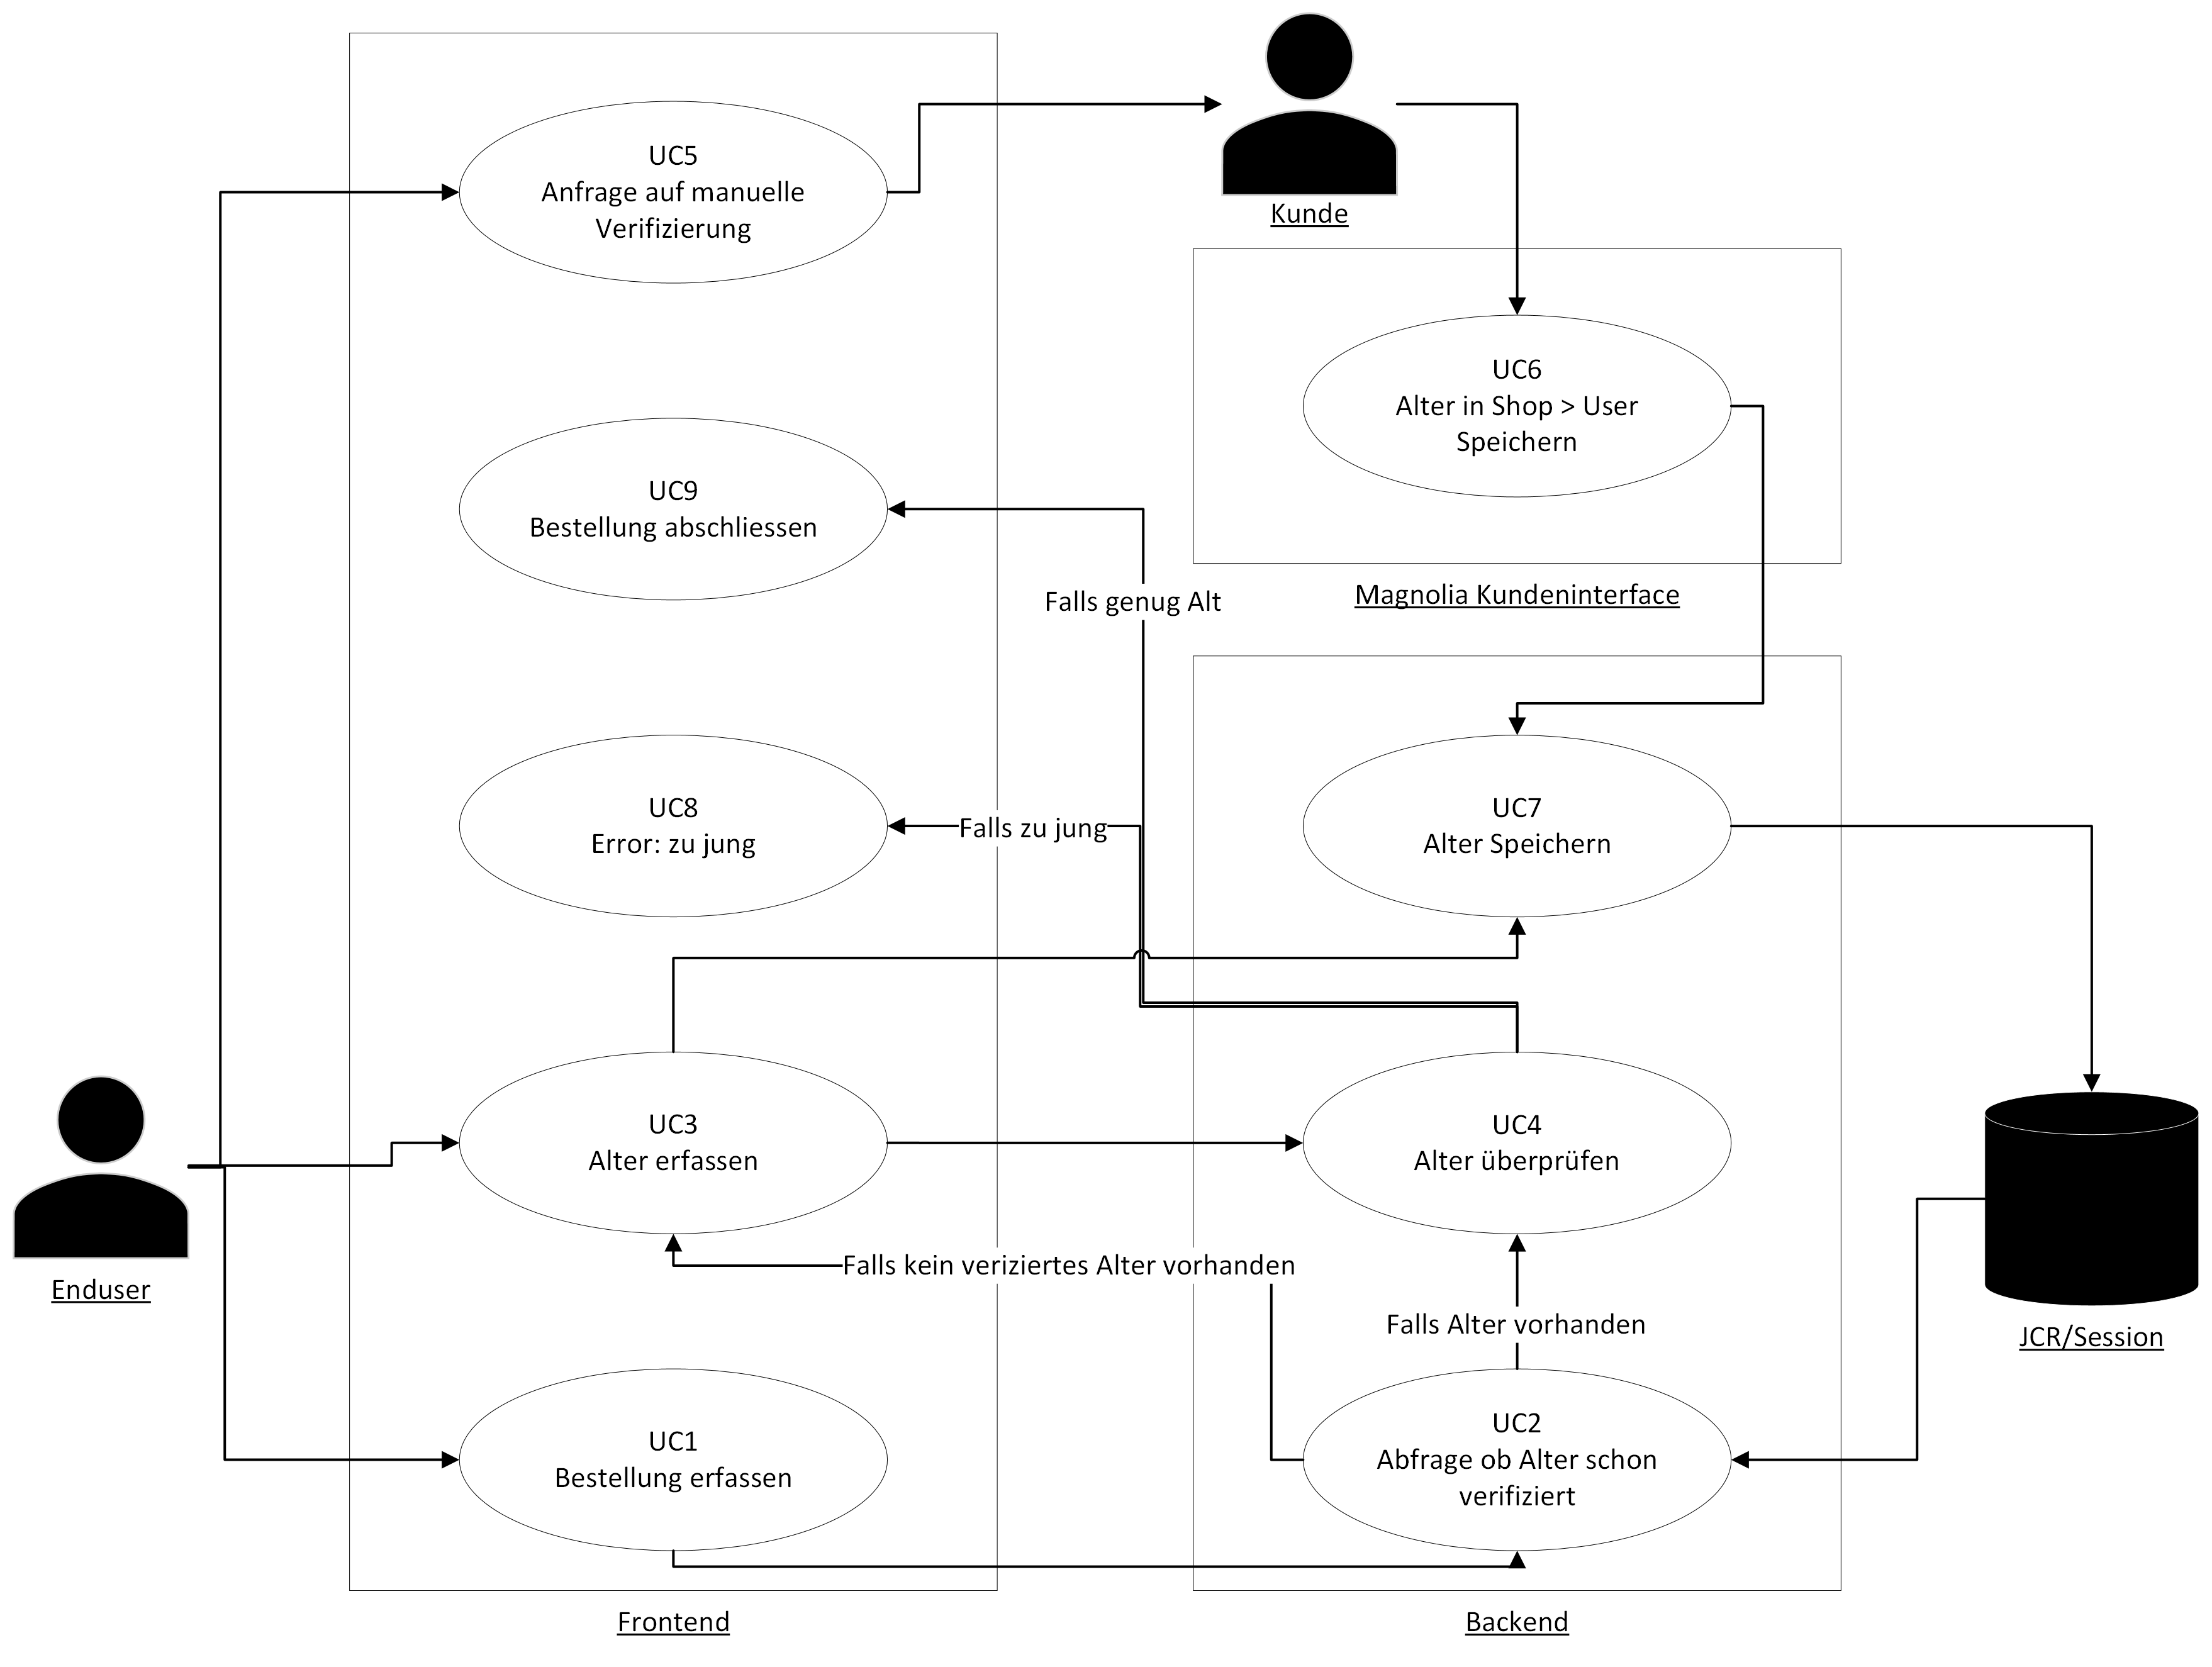 UC5
Anfrage auf manuelle
Verifizierung
Kunde
UC6
Alter in Shop > User
Speichern
UC9
Bestellung abschliessen
Falls genug Alt
Magnolia Kundeninterface
UC8
Error: zu jung
Falls zu jung
UC7
Alter Speichern
UC3
Alter erfassen
UC4
Alter überprüfen
Enduser
Falls kein veriziertes Alter vorhanden
Falls Alter vorhanden
JCR/Session
UC1
Bestellung erfassen
UC2
Abfrage ob Alter schon
verifiziert
Frontend
Backend